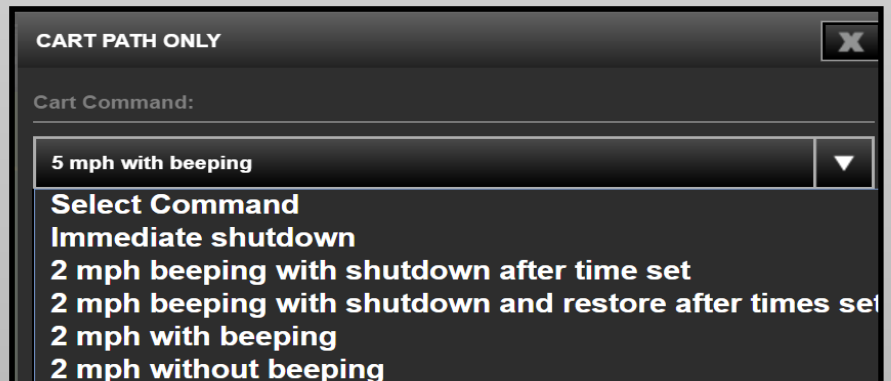 CART PATH ONLY
X
Cart Command:
5 mph with beeping
Select Command
Immediate shutdown
2 mph beeping with shutdown after time set
2 mph beeping with shutdown and restore after times set
2 mph with beeping
2 mph without beeping